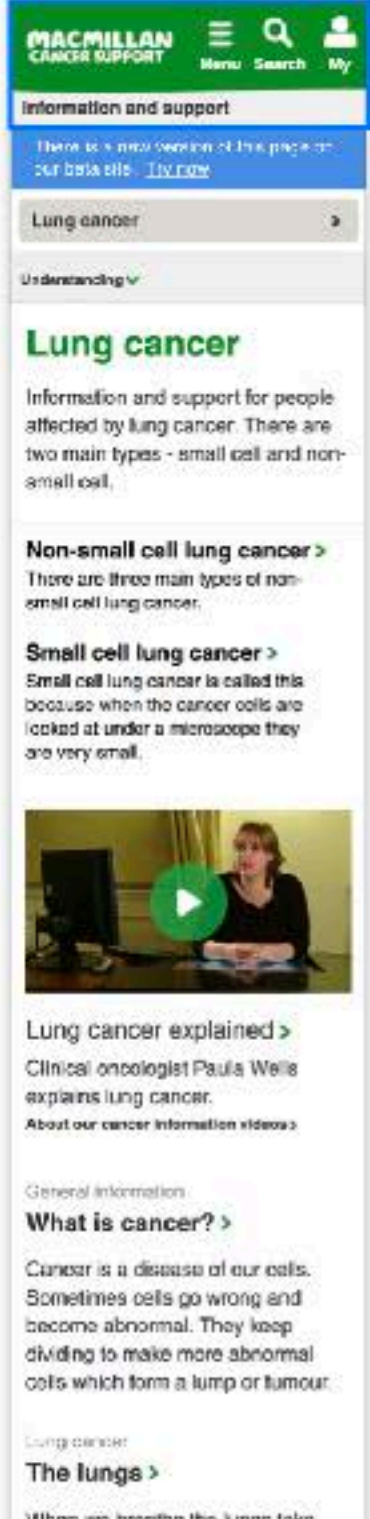 MACMILLAN
CANCER SUPPORT
Menu Search My
Information and support
There is a new version of this page on
our beta site. Try now
Lung cancer
Understanding
Lung cancer
Information and support for people
affected by lung cancer. There are
two main types - small cell and non-
small cell.
Non-small cell lung cancer >
There are three main types of non-
small cell lung cancer.
Small cell lung cancer >
Small cell lung cancer is called this
because when the cancer cells are
looked at under a microscope they
are very small.
Lung cancer explained >
Clinical oncologist Paula Wells
explains lung cancer.
About our cancer information videos >
General information
What is cancer? >
Cancer is a disease of our cells.
Sometimes cells go wrong and
become abnormal. They keep
dividing to make more abnormal
cells which form a lump or tumour.
Lung cancer
The lungs >
When we breathe the lungs take